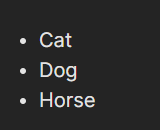 • Cat
• Dog
• Horse